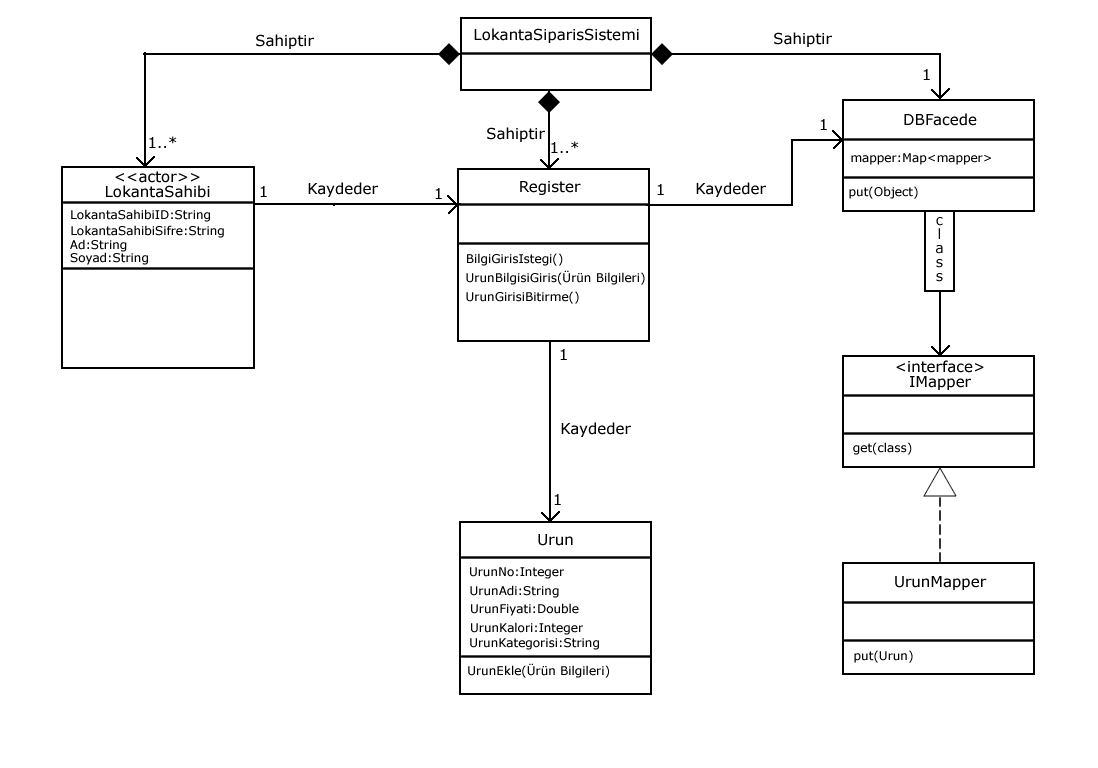 LokantaSiparisSistemi
Sahiptir
Sahiptir
1
Sahiptir
1..*
1..*
DBFacede
mapper:Map<mapper>
put(Object)
1
<<actor>>
LokantaSahibi
LokantaSahibiID:String
LokantaSahibiSifre:String
Ad:String
Soyad:String
1
Kaydeder
1
Register
BilgiGirisIstegi()
UrunBilgisiGiris(Ürün Bilgileri)
UrunGirisiBitirme()
1
Kaydeder
class
<interface>
IMapper
get(class)
1
Kaydeder
1
Urun
UrunNo:Integer
UrunAdi:String
UrunFiyati:Double
UrunKalori:Integer
UrunKategorisi:String
UrunEkle(Ürün Bilgileri)
UrunMapper
put(Urun)